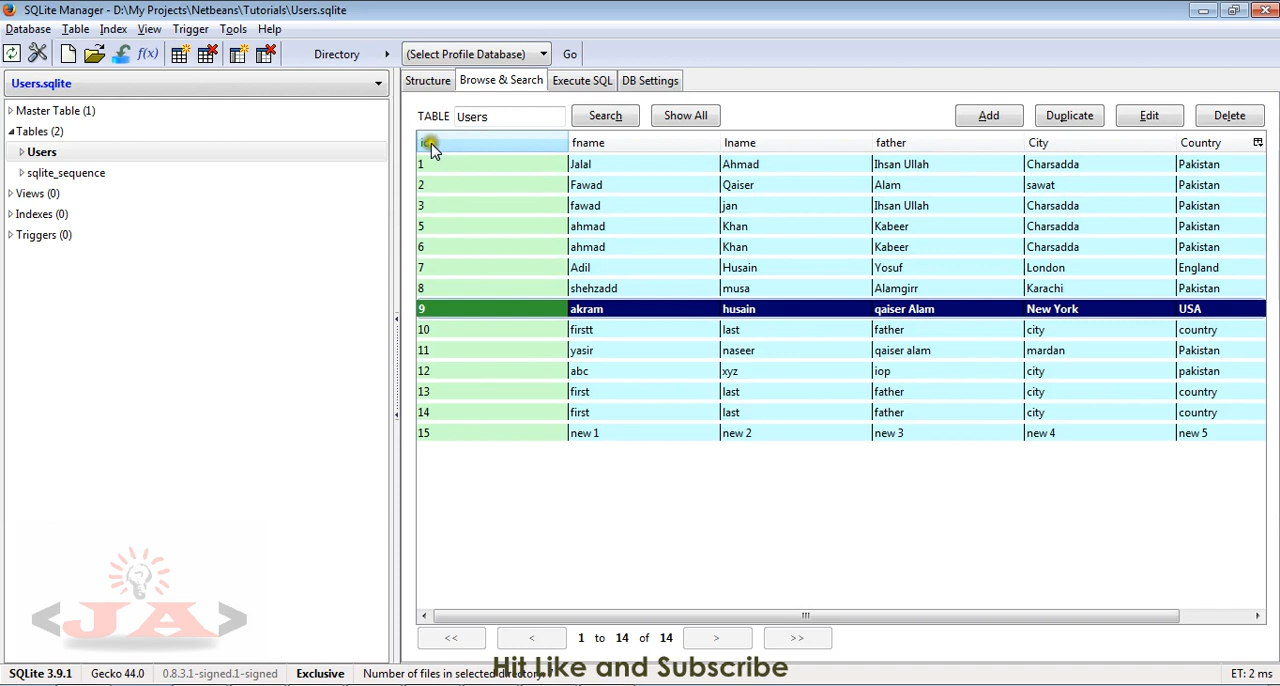 SQLite Manager - D:\My Projects\Netbeans\Tutorials\Users.sqlite
Database Table Index View Trigger Tools Help
f(x) Directory (Select Profile Database) Go
Users.sqlite
Master Table (1)
Tables (2)
Users
sqlite_sequence
Views (0)
Indexes (0)
Triggers (0)
Structure Browse & Search Execute SQL DB Settings
TABLE Users Search Show All Add Duplicate Edit Delete
fname lname father City Country
1 Jalal Ahmad Ihsan Ullah Charsadda Pakistan
2 Fawad Qaiser Alam sawat Pakistan
3 fawad jan Ihsan Ullah Charsadda Pakistan
5 ahmad Khan Kabeer Charsadda Pakistan
6 ahmad Khan Kabeer Charsadda Pakistan
7 Adil Husain Yosuf London England
8 shehzadd musa Alamgirr Karachi Pakistan
9 akram husain qaiser Alam New York USA
10 firstt last father city country
11 yasir naseer qaiser alam mardan Pakistan
12 abc xyz iop city pakistan
13 first last father city country
14 first last father city country
15 new 1 new 2 new 3 new 4 new 5
<JA>
<< < 1 to 14 of 14 > >>
SQLite 3.9.1 Gecko 44.0 0.8.3.1-signed.1-signed Exclusive Number of files in selected directory:
Hit Like and Subscribe
ET: 2 ms